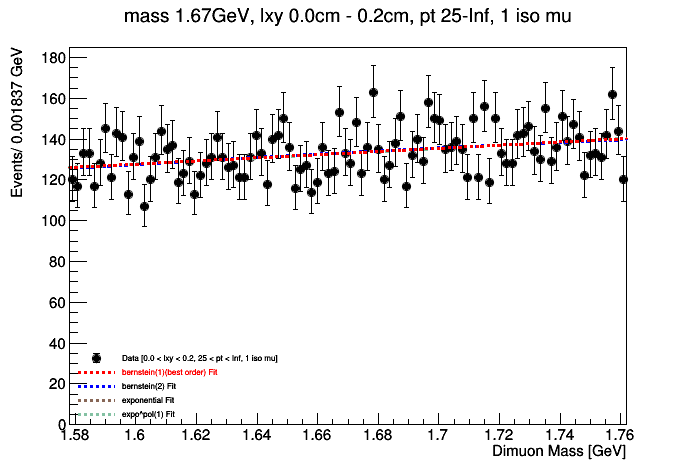 mass 1.67GeV, lxy 0.0cm - 0.2cm, pt 25-Inf, 1 iso mu
Events/ 0.001837 GeV
180
160
140
120
100
80
60
40
20
0
Data [0.0 < lxy < 0.2, 25 < pt < Inf, 1 iso mu]
bernstein(1)(best order) Fit
bernstein(2) Fit
exponential Fit
expo*pol(1) Fit
1.58 1.6 1.62 1.64 1.66 1.68 1.7 1.72 1.74 1.76
Dimuon Mass [GeV]